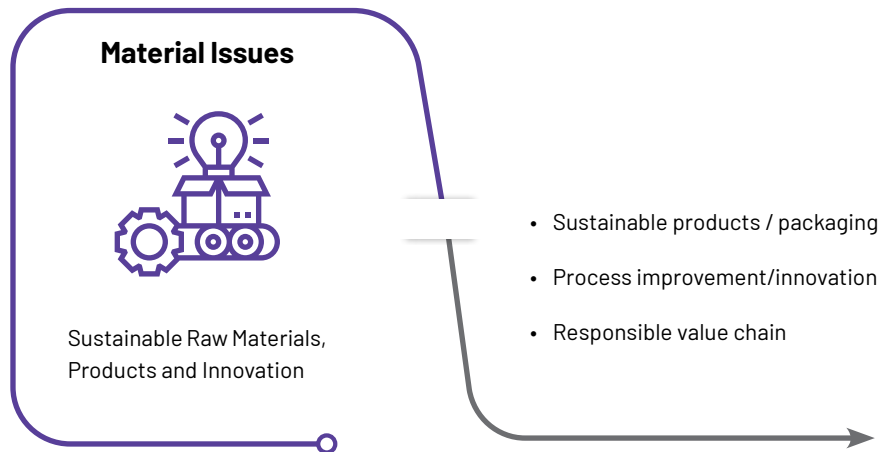 Material Issues
Sustainable Raw Materials,
Products and Innovation
• Sustainable products / packaging
• Process improvement/innovation
• Responsible value chain